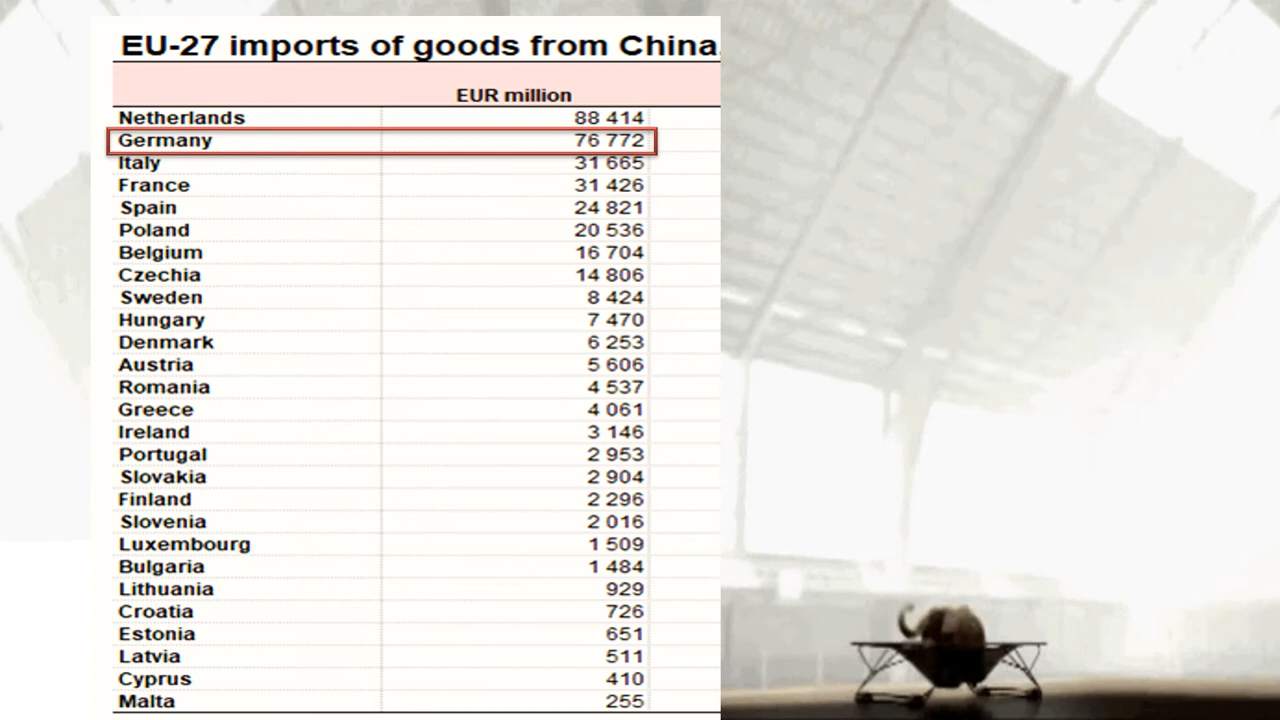 EU-27 imports of goods from China
EUR million
Netherlands 88 414
Germany 76 772
Italy 31 665
France 31 426
Spain 24 821
Poland 20 536
Belgium 16 704
Czechia 14 806
Sweden 8 424
Hungary 7 470
Denmark 6 253
Austria 5 606
Romania 4 537
Greece 4 061
Ireland 3 146
Portugal 2 953
Slovakia 2 904
Finland 2 296
Slovenia 2 016
Luxembourg 1 509
Bulgaria 1 484
Lithuania 929
Croatia 726
Estonia 651
Latvia 511
Cyprus 410
Malta 255